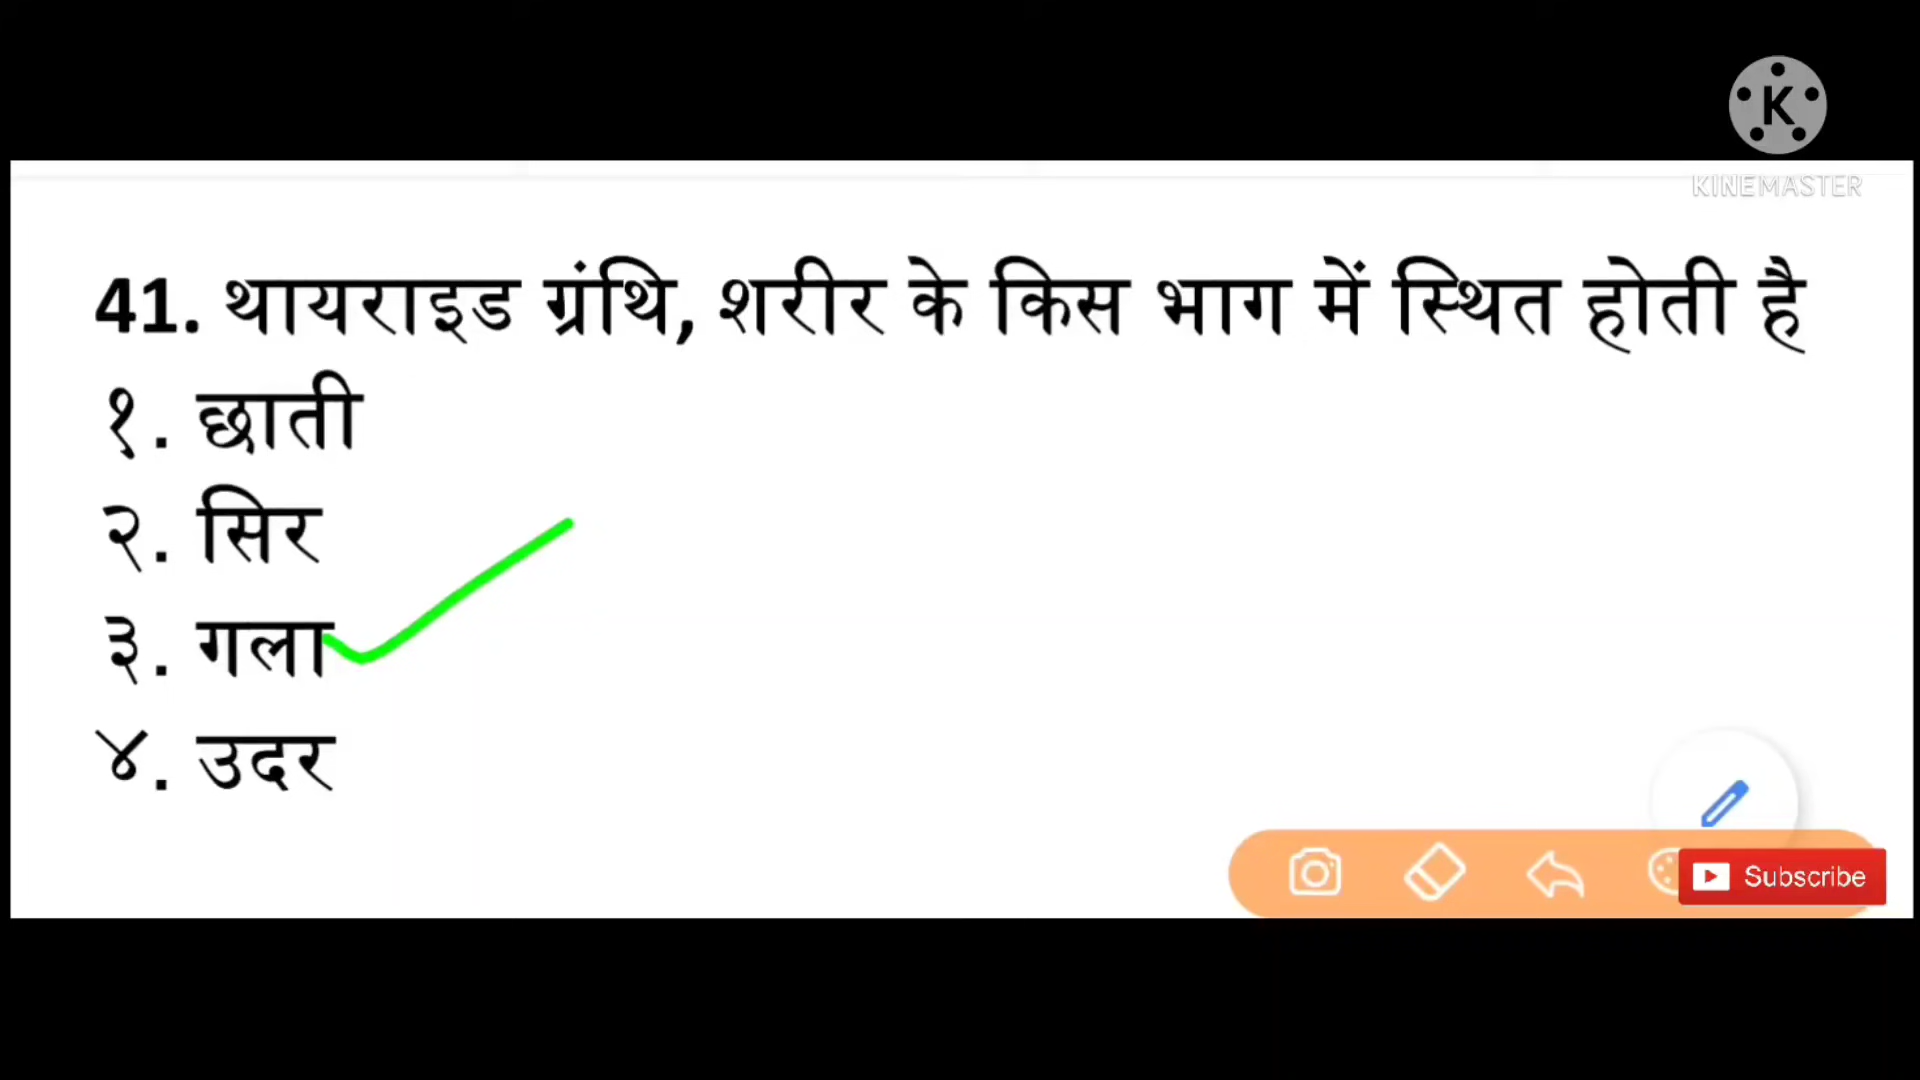 K
KINEMASTER
41. थायराइड ग्रंथि, शरीर के किस भाग में स्थित होती है
१. छाती
२. सिर
३. गला
४. उदर
Subscribe